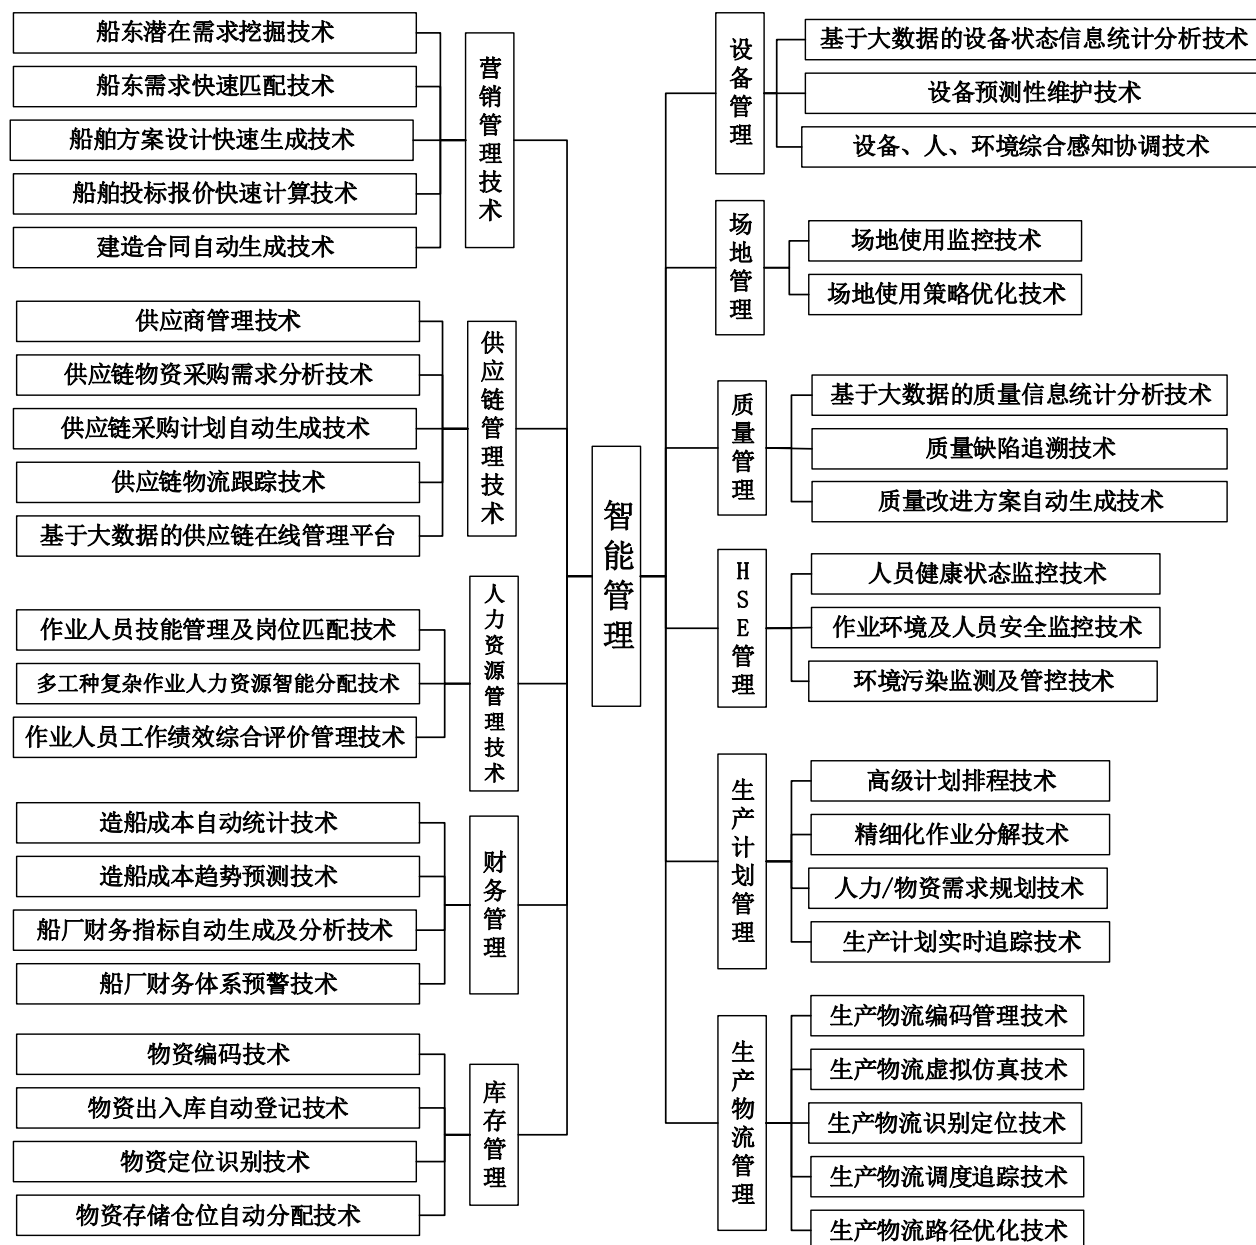 船东潜在需求挖掘技术
船东需求快速匹配技术
船舶方案设计快速生成技术
船舶投标报价快速计算技术
建造合同自动生成技术
营销管理技术
供应商管理技术
供应链物资采购需求分析技术
供应链采购计划自动生成技术
供应链物流跟踪技术
基于大数据的供应链在线管理平台
供应链管理技术
作业人员技能管理及岗位匹配技术
多工种复杂作业人力资源智能分配技术
作业人员工作绩效综合评价管理技术
人力资源管理技术
造船成本自动统计技术
造船成本趋势预测技术
船厂财务指标自动生成及分析技术
船厂财务体系预警技术
财务管理
物资编码技术
物资出入库自动登记技术
物资定位识别技术
物资存储仓位自动分配技术
库存管理
智能管理
设备管理
基于大数据的设备状态信息统计分析技术
设备预测性维护技术
设备、人、环境综合感知协调技术
场地管理
场地使用监控技术
场地使用策略优化技术
质量管理
基于大数据的质量信息统计分析技术
质量缺陷追溯技术
质量改进方案自动生成技术
HSE管理
人员健康状态监控技术
作业环境及人员安全监控技术
环境污染监测及管控技术
生产计划管理
高级计划排程技术
精细化作业分解技术
人力/物资需求规划技术
生产计划实时追踪技术
生产物流管理
生产物流编码管理技术
生产物流虚拟仿真技术
生产物流识别定位技术
生产物流调度追踪技术
生产物流路径优化技术